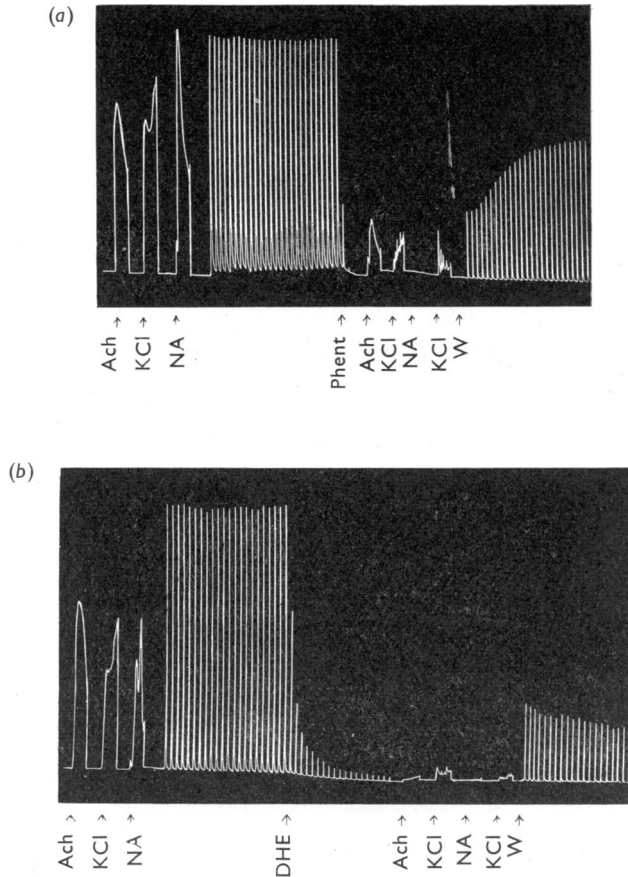 (a)
Ach → KCl → NA → Phent → Ach → KCl → NA → KCl → W →
(b)
Ach → KCl → NA → DHE → Ach → KCl → NA → KCl → W →